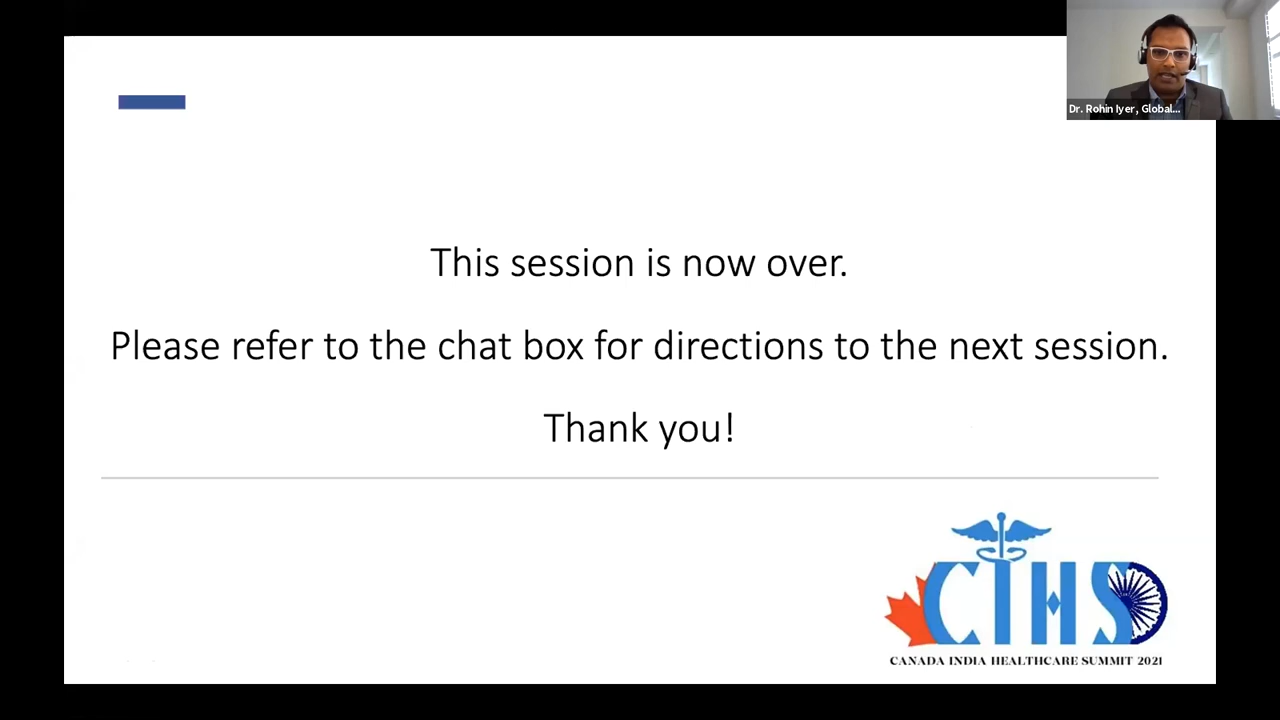 Dr. Rohin Iyer, Global...
This session is now over.
Please refer to the chat box for directions to the next session.
Thank you!
CIHS
CANADA INDIA HEALTHCARE SUMMIT 2021